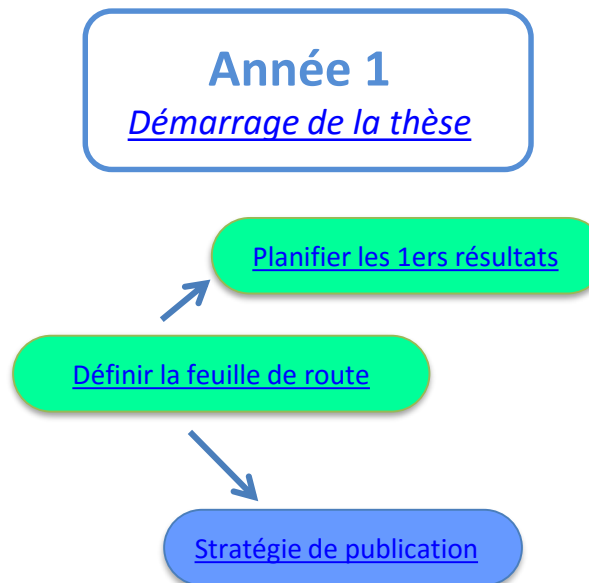 Année 1
Démarrage de la thèse
Planifier les 1ers résultats
Définir la feuille de route
Stratégie de publication